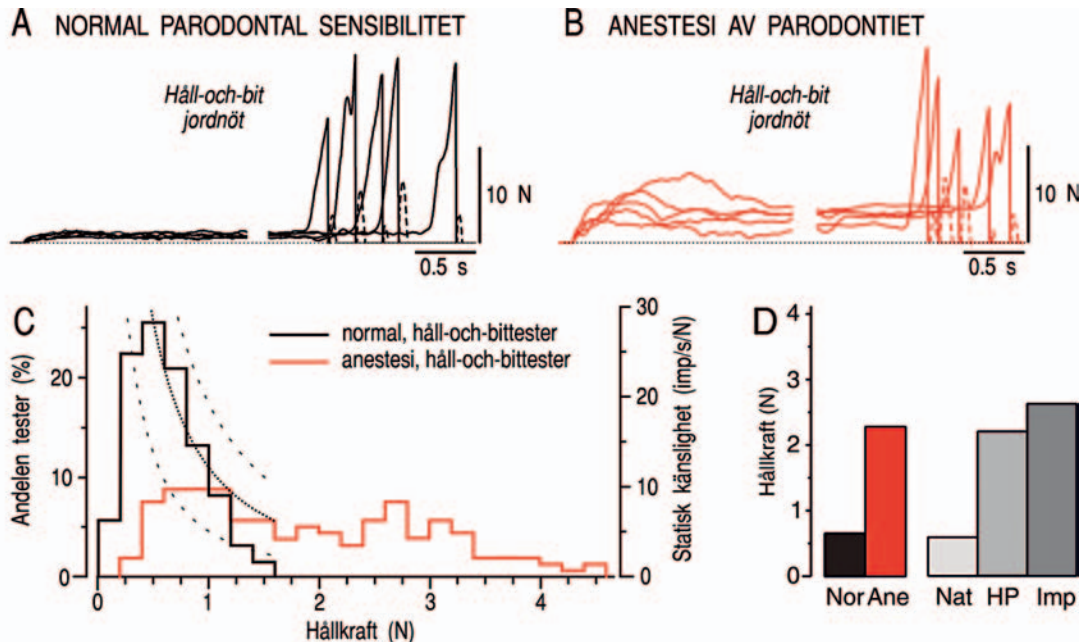 A NORMAL PARODONTAL SENSIBILITET
Håll-och-bit
jordnöt
10 N
0.5 s
B ANESTESI AV PARODONTIET
Håll-och-bit
jordnöt
10 N
0.5 s
C
normal, håll-och-bittester
anestesi, håll-och-bittester
Andelen tester (%)
20
10
0
Statisk känslighet (imp/s/N)
30
20
10
0
0 1 2 3 4
Hållkraft (N)
D
Hållkraft (N)
4
3
2
1
0
Nor Ane Nat HP Imp